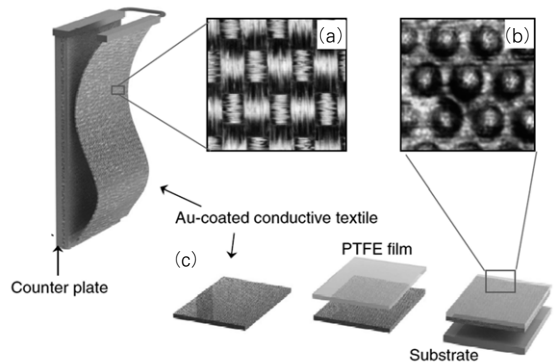 (a)
(b)
Au-coated conductive textile
(c)
PTFE film
Counter plate
Substrate